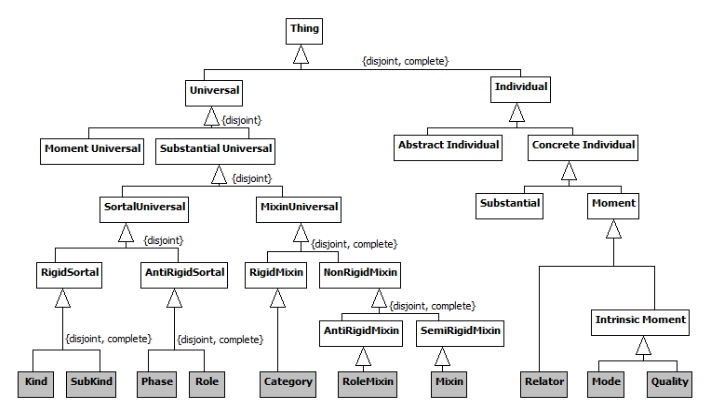 Thing
{disjoint, complete}
Universal
Individual
{disjoint}
Moment Universal
Substantial Universal
Abstract Individual
Concrete Individual
{disjoint}
SortalUniversal
MixinUniversal
Substantial
Moment
{disjoint}
{disjoint, complete}
RigidSortal
AntiRigidSortal
RigidMixin
NonRigidMixin
{disjoint, complete}
Intrinsic Moment
AntiRigidMixin
SemiRigidMixin
{disjoint, complete}
{disjoint, complete}
Kind
SubKind
Phase
Role
Category
RoleMixin
Mixin
Relator
Mode
Quality